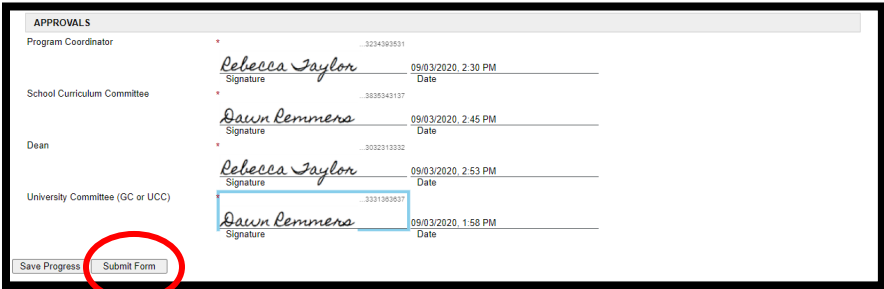 APPROVALS
Program Coordinator * ...3234393531
Rebecca Taylor 09/03/2020, 2:30 PM
Signature Date
School Curriculum Committee * ...3835343137
Dawn Remmers 09/03/2020, 2:45 PM
Signature Date
Dean * ...3032313332
Rebecca Taylor 09/03/2020, 2:53 PM
Signature Date
University Committee (GC or UCC) * ...3331363637
Dawn Remmers 09/03/2020, 1:58 PM
Signature Date
Save Progress Submit Form